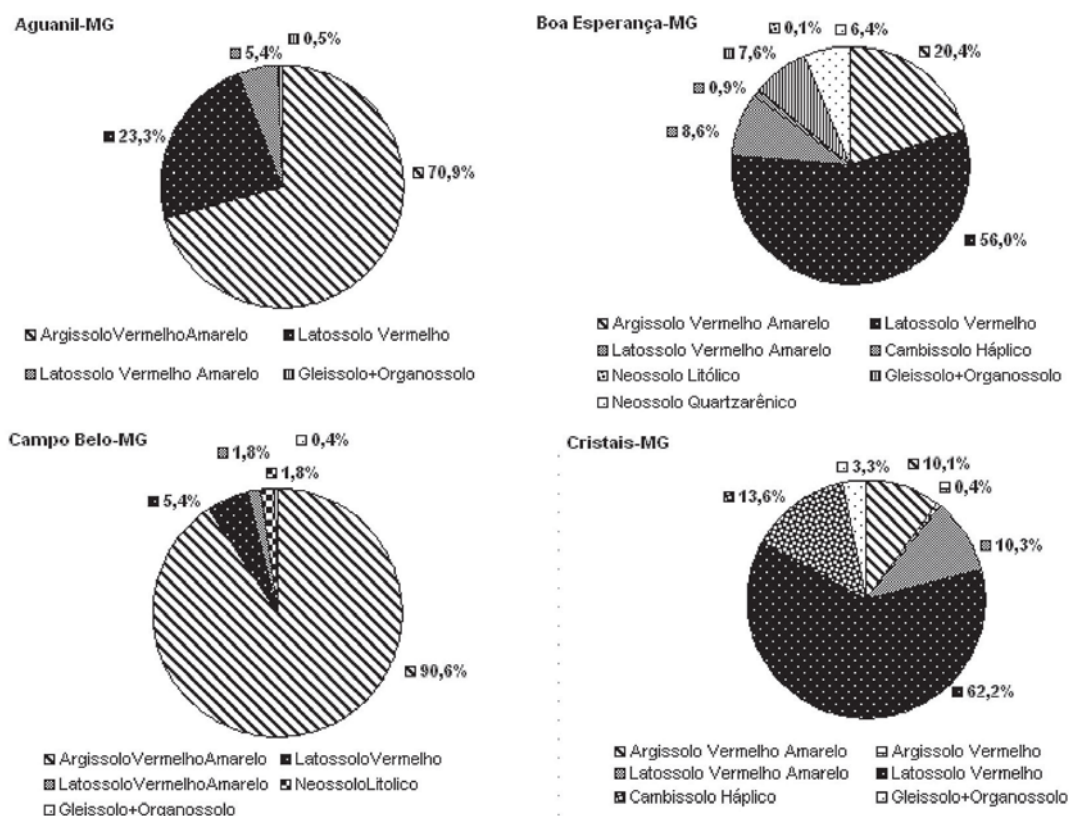 Aguanil-MG
0,5%
5,4%
23,3%
70,9%
ArgissoloVermelhoAmarelo Latossolo Vermelho
Latossolo Vermelho Amarelo Gleissolo+Organossolo
Boa Esperança-MG
0,1% 6,4%
7,6% 20,4%
0,9%
8,6%
56,0%
Argissolo Vermelho Amarelo Latossolo Vermelho
Latossolo Vermelho Amarelo Cambissolo Háplico
Neossolo Litólico Gleissolo+Organossolo
Neossolo Quartzarênico
Campo Belo-MG
0,4%
1,8%
1,8%
5,4%
90,6%
ArgissoloVermelhoAmarelo LatossoloVermelho
LatossoloVermelhoAmarelo NeossoloLitolico
Gleissolo+Organossolo
Cristais-MG
3,3% 10,1%
13,6% 0,4%
10,3%
62,2%
Argissolo Vermelho Amarelo Argissolo Vermelho
Latossolo Vermelho Amarelo Latossolo Vermelho
Cambissolo Háplico Gleissolo+Organossolo